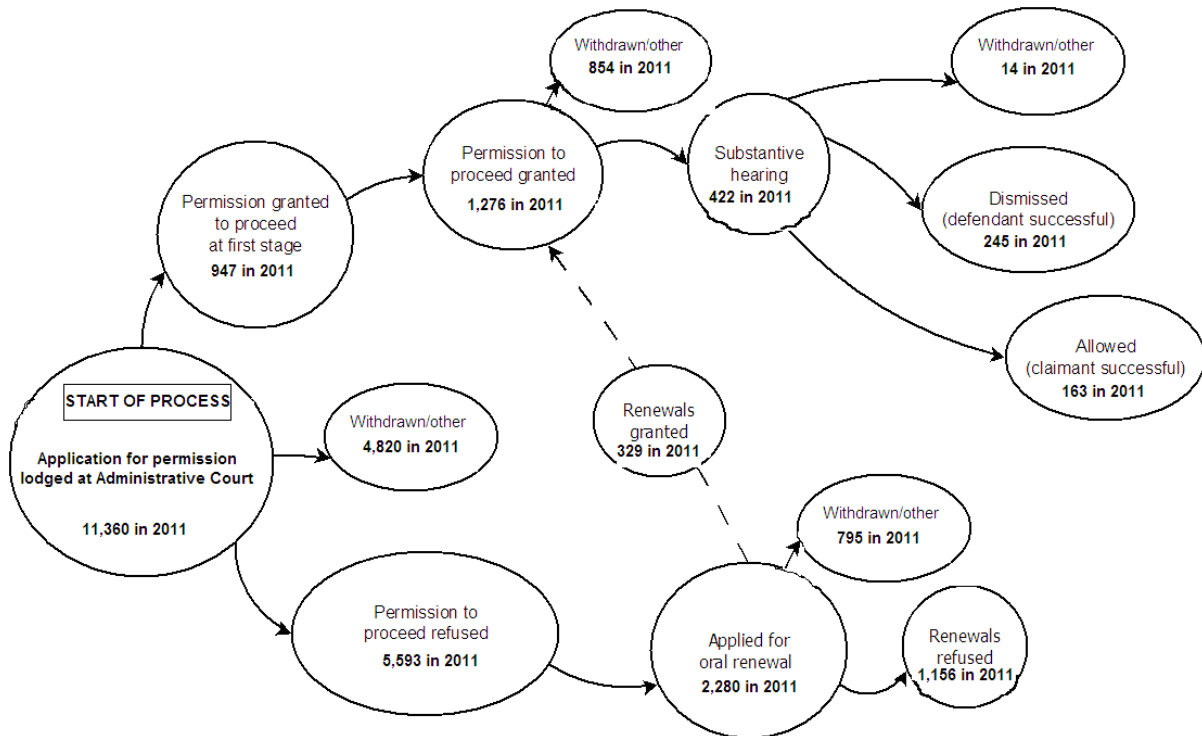 Withdrawn/other
854 in 2011
Withdrawn/other
14 in 2011
Permission to
proceed granted
1,276 in 2011
Substantive
hearing
422 in 2011
Permission granted
to proceed
at first stage
947 in 2011
Dismissed
(defendant successful)
245 in 2011
Allowed
(claimant successful)
163 in 2011
START OF PROCESS
Application for permission
lodged at Administrative Court
11,360 in 2011
Withdrawn/other
4,820 in 2011
Renewals
granted
329 in 2011
Withdrawn/other
795 in 2011
Permission to
proceed refused
5,593 in 2011
Applied for
oral renewal
2,280 in 2011
Renewals
refused
1,156 in 2011